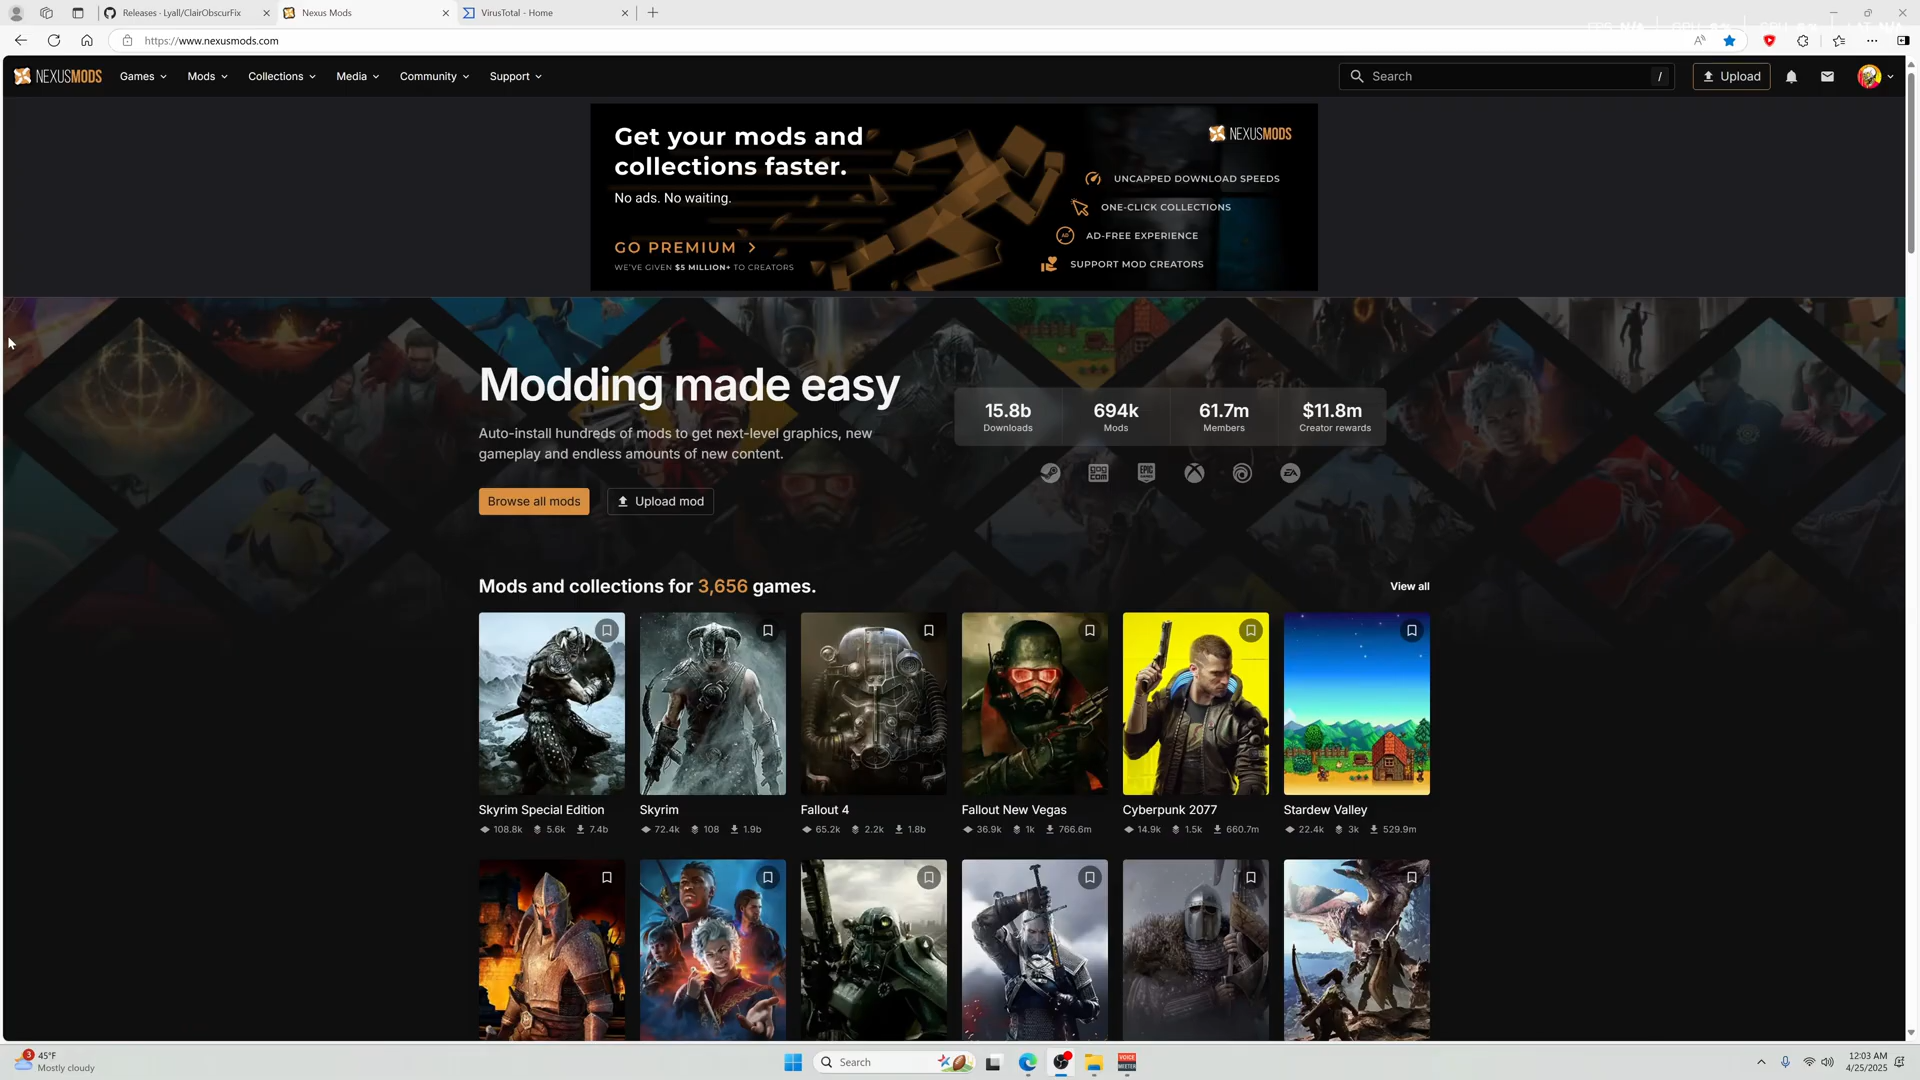 Releases · Lyall/ClairObscurFix
Nexus Mods
VirusTotal - Home
https://www.nexusmods.com
NEXUSMODS
Games
Mods
Collections
Media
Community
Support
Search
/
Upload
Get your mods and
collections faster.
No ads. No waiting.
GO PREMIUM >
WE'VE GIVEN $5 MILLION+ TO CREATORS
NEXUSMODS
UNCAPPED DOWNLOAD SPEEDS
ONE-CLICK COLLECTIONS
AD-FREE EXPERIENCE
SUPPORT MOD CREATORS
Modding made easy
Auto-install hundreds of mods to get next-level graphics, new
gameplay and endless amounts of new content.
Browse all mods
Upload mod
15.8b
Downloads
694k
Mods
61.7m
Members
$11.8m
Creator rewards
GOG
COM
EPIC
GAMES
EA
Mods and collections for 3,656 games.
View all
Skyrim Special Edition
108.8k 5.6k 7.4b
Skyrim
72.4k 108 1.9b
Fallout 4
65.2k 2.2k 1.8b
Fallout New Vegas
36.9k 1k 766.6m
Cyberpunk 2077
14.9k 1.5k 660.7m
Stardew Valley
22.4k 3k 529.9m
3
45°F
Mostly cloudy
Search
VOICE
MEETER
12:03 AM
4/25/2025